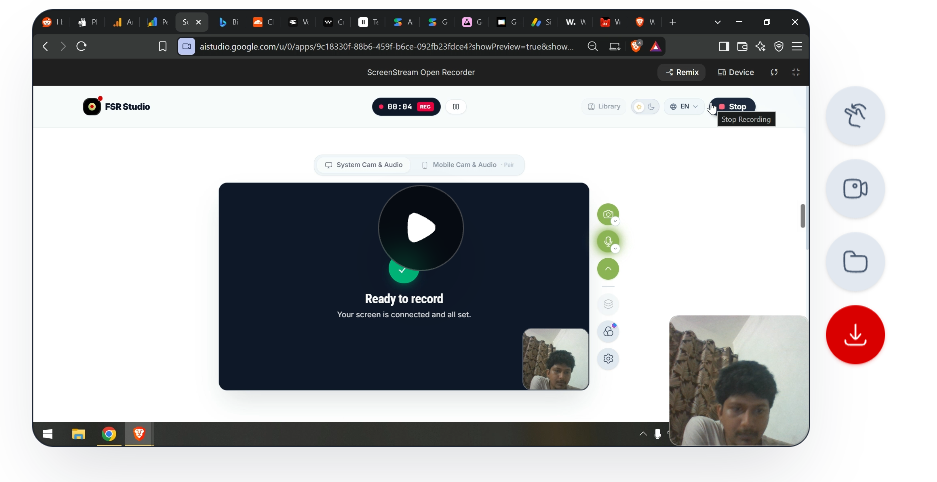 aistudio.google.com/u/0/apps/9c18330f-88b6-459f-b6ce-092fb23fdce4?showPreview=true&show...
ScreenStream Open Recorder
Remix
Device
FSR Studio
00:04 REC
Library
EN
Stop
Stop Recording
System Cam & Audio
Mobile Cam & Audio
Ready to record
Your screen is connected and all set.